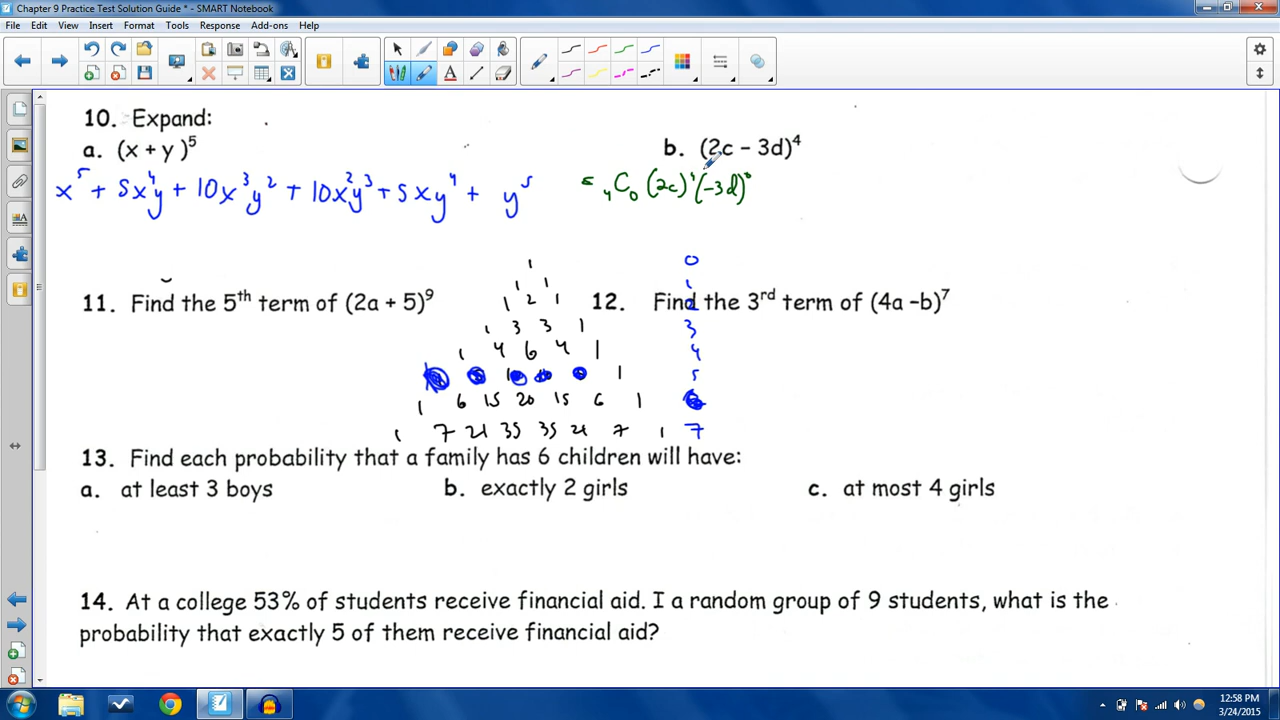 Chapter 9 Practice Test Solution Guide * - SMART Notebook
File Edit View Insert Format Tools Response Add-ons Help
10. Expand:
a. (x + y )⁵
b. (2c – 3d)⁴
x⁵ + 5x⁴y + 10x³y² + 10x²y³ + 5xy⁴ + y⁵
= ₄C₀ (2c)⁴ (-3d)⁰
1 0
1 1 1
11. Find the 5th term of (2a + 5)⁹
1 2 1 2
12. Find the 3rd term of (4a –b)⁷
1 3 3 1 3
1 4 6 4 1 4
1 5
1 6 15 20 15 6 1
1 7 21 35 35 21 7 1 7
13. Find each probability that a family has 6 children will have:
a. at least 3 boys
b. exactly 2 girls
c. at most 4 girls
14. At a college 53% of students receive financial aid. I a random group of 9 students, what is the
probability that exactly 5 of them receive financial aid?
12:58 PM
3/24/2015